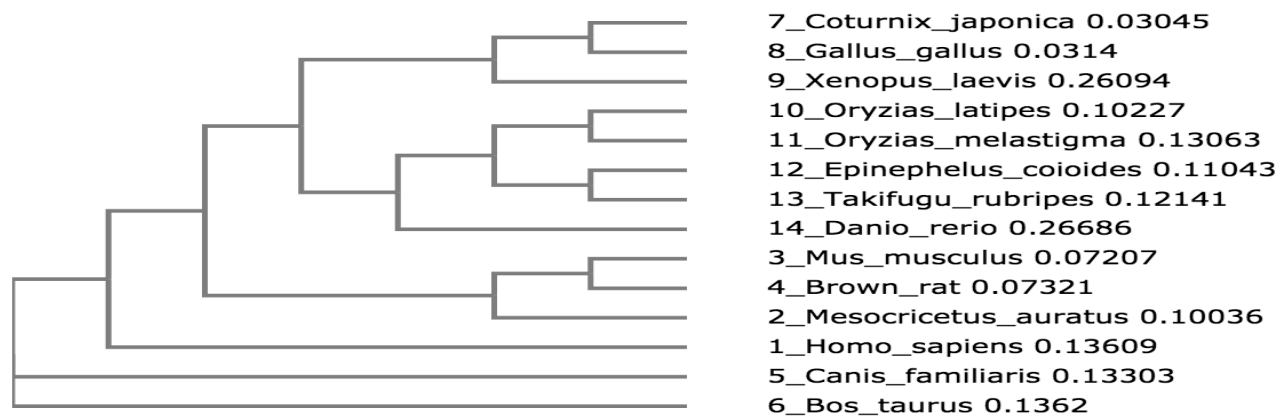 7_Coturnix_japonica 0.03045
8_Gallus_gallus 0.0314
9_Xenopus_laevis 0.26094
10_Oryzias_latipes 0.10227
11_Oryzias_melastigma 0.13063
12_Epinephelus_coioides 0.11043
13_Takifugu_rubripes 0.12141
14_Danio_rerio 0.26686
3_Mus_musculus 0.07207
4_Brown_rat 0.07321
2_Mesocricetus_auratus 0.10036
1_Homo_sapiens 0.13609
5_Canis_familiaris 0.13303
6_Bos_taurus 0.1362